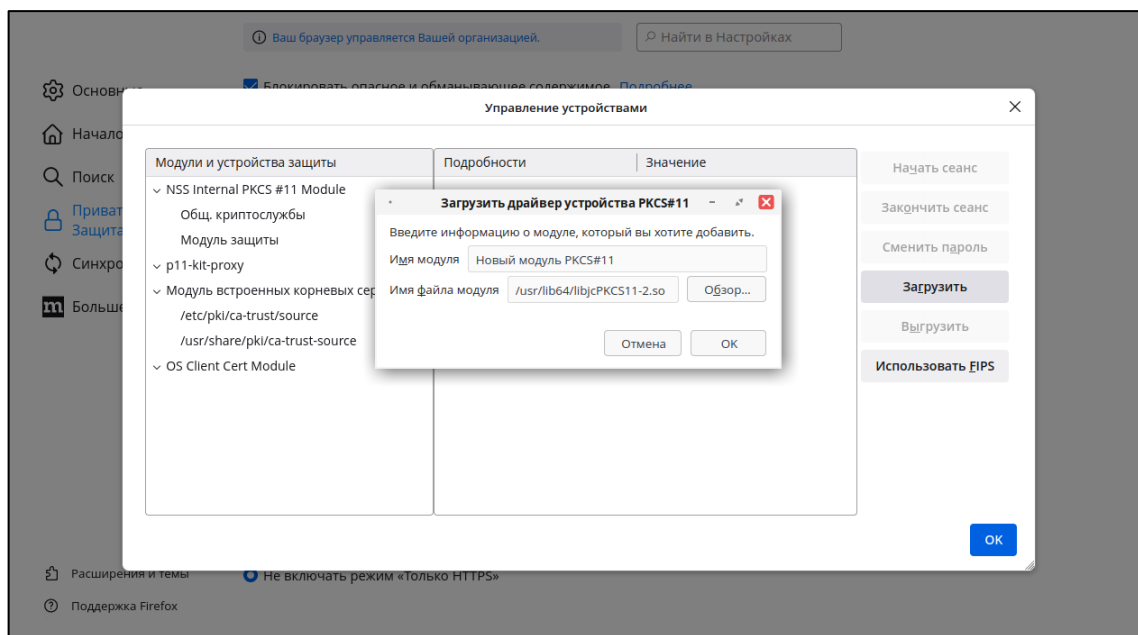 Ваш браузер управляется Вашей организацией.
Найти в Настройках
Блокировать опасное и обманывающее содержимое Подробнее
Управление устройствами
Начало
Поиск
Синхро
Больше
Расширения и темы
Поддержка Firefox
Модули и устройства защиты
NSS Internal PKCS #11 Module
Общ. криптослужбы
Модуль защиты
p11-kit-proxy
Модуль встроенных корневых сер
/etc/pki/ca-trust/source
/usr/share/pki/ca-trust-source
OS Client Cert Module
Подробности Значение
Загрузить драйвер устройства PKCS#11
Введите информацию о модуле, который вы хотите добавить.
Имя модуля Новый модуль PKCS#11
Имя файла модуля /usr/lib64/libjcPKCS11-2.so Обзор...
Отмена OK
Начать сеанс
Закончить сеанс
Сменить пароль
Загрузить
Выгрузить
Использовать FIPS
OK
Основн
Приват
Защита
Не включать режим «Только HTTPS»